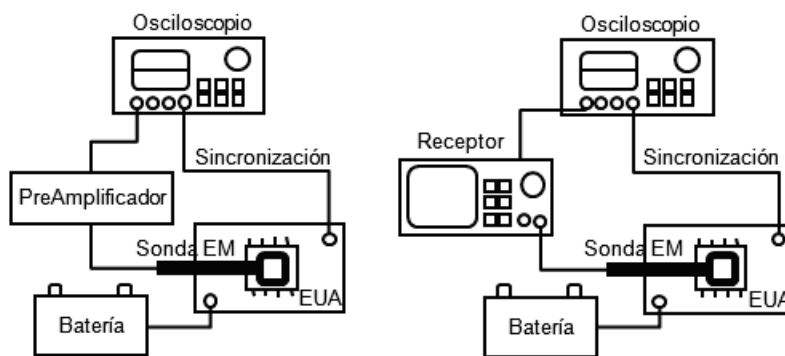 Osciloscopio
Sincronización
PreAmplificador
Sonda EM
EUA
Batería
Osciloscopio
Receptor
Sincronización
Sonda EM
EUA
Batería